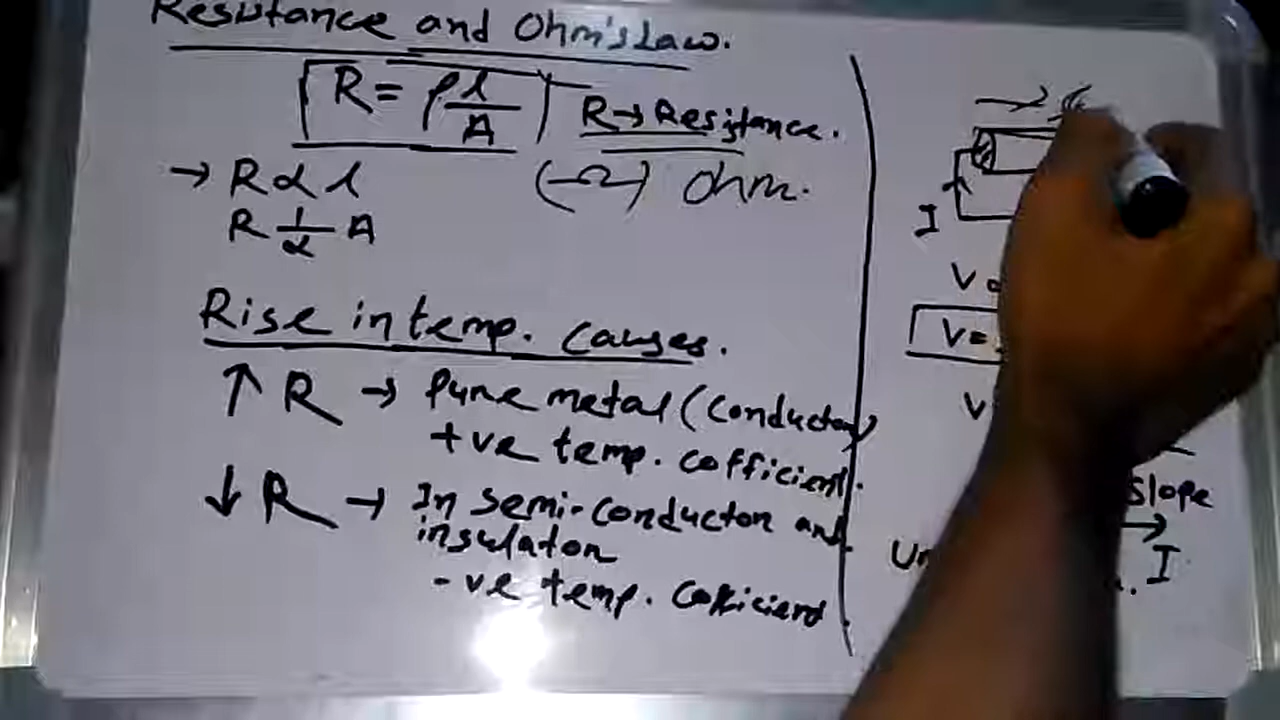 Resistance and Ohm's Law.
R = ρl/A
R → Resistance.
(Ω) ohm.
→ R α l
R 1/α A
Rise in temp. causes.
↑ R → Pure metal (conductor)
+ve temp. cofficient.
↓ R → In semi-conductor and
insulator
-ve temp. cofficient.
I
V
V =
V
slope
I